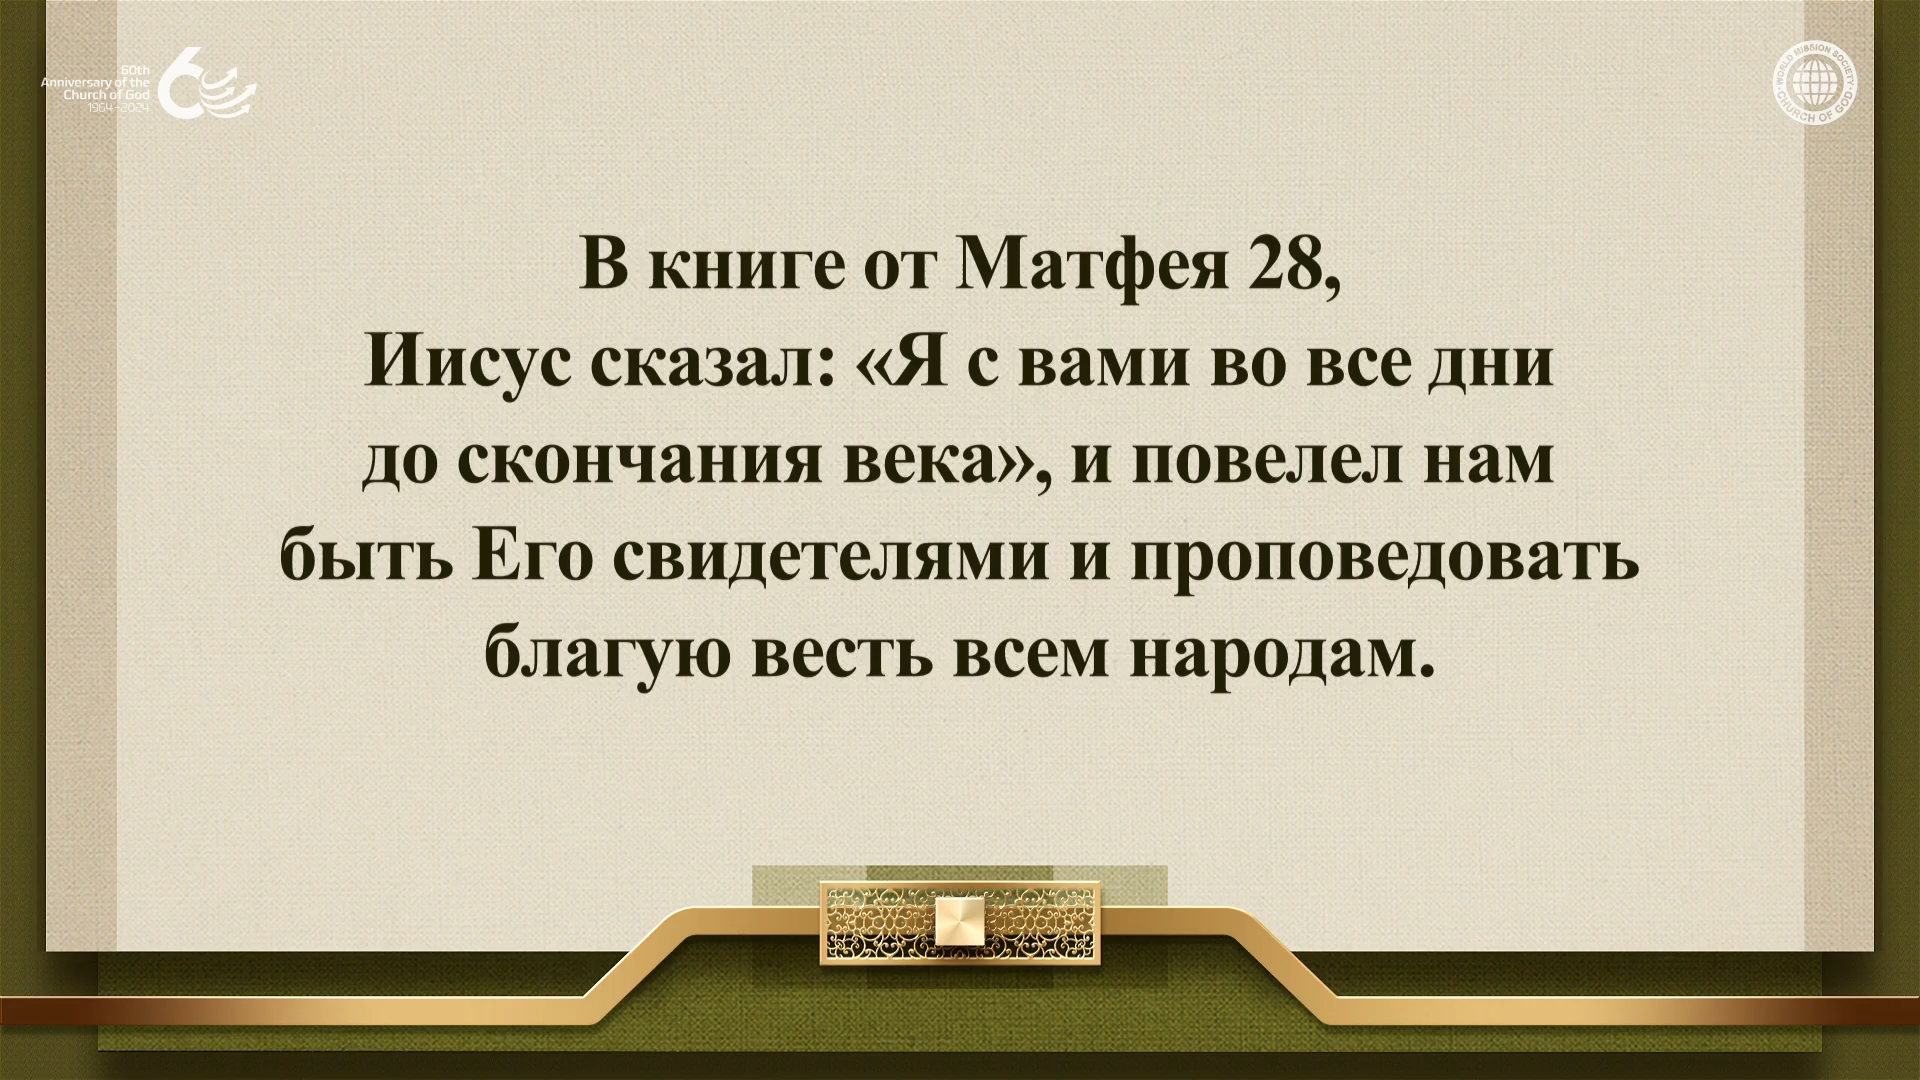 60th
Anniversary of the
Church of God
1964-2024
WORLD MISSION SOCIETY
CHURCH OF GOD
В книге от Матфея 28,
Иисус сказал: «Я с вами во все дни
до скончания века», и повелел нам
быть Его свидетелями и проповедовать
благую весть всем народам.